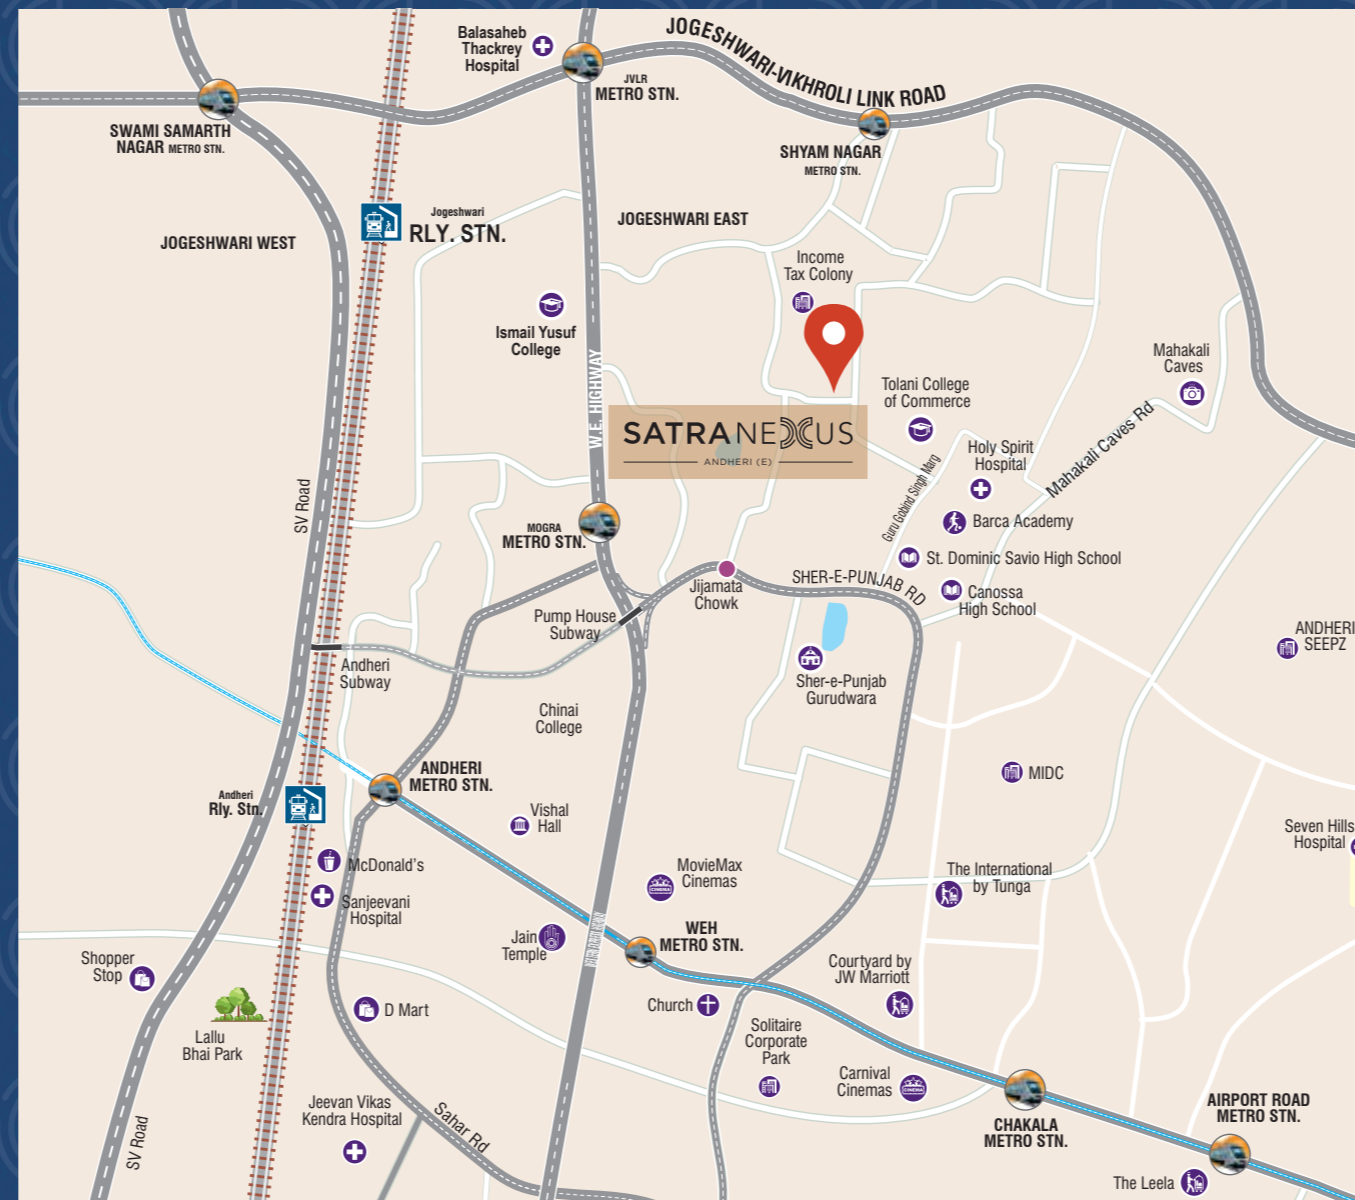 Balasaheb
Thackrey
Hospital
JOGESHWARI-VIKHROLI LINK ROAD
JVLR
METRO STN.
SWAMI SAMARTH
NAGAR METRO STN.
SHYAM NAGAR
METRO STN.
Jogeshwari
RLY. STN.
JOGESHWARI WEST
JOGESHWARI EAST
Income
Tax Colony
Ismail Yusuf
College
W.E. HIGHWAY
Mahakali
Caves
Tolani College
of Commerce
SATRA NEXUS
ANDHERI (E)
Mahakali Caves Rd
Holy Spirit
Hospital
Guru Gobind Singh Marg
SV Road
MOGRA
METRO STN.
Barca Academy
St. Dominic Savio High School
SHER-E-PUNJAB RD
Jijamata
Chowk
Canossa
High School
Pump House
Subway
ANDHERI
SEEPZ
Andheri
Subway
Sher-e-Punjab
Gurudwara
Chinai
College
ANDHERI
METRO STN.
MIDC
Andheri
Rly. Stn.
Vishal
Hall
Seven Hills
Hospital
McDonald's
MovieMax
Cinemas
CINEMA
The International
by Tunga
Sanjeevani
Hospital
Jain
Temple
WEH
METRO STN.
Shopper
Stop
Courtyard by
JW Marriott
D Mart
Church
Lallu
Bhai Park
Solitaire
Corporate
Park
Carnival
Cinemas
CINEMA
Jeevan Vikas
Kendra Hospital
Sahar Rd
SV Road
CHAKALA
METRO STN.
AIRPORT ROAD
METRO STN.
The Leela